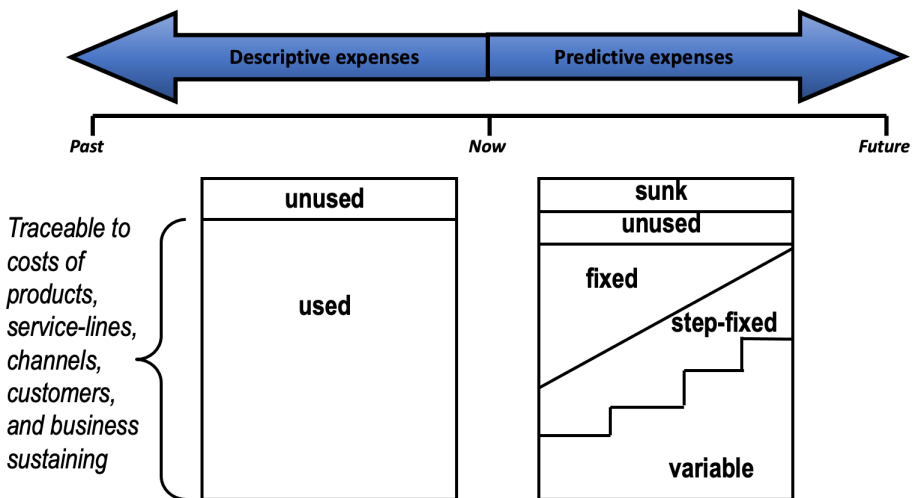 Descriptive expenses
Predictive expenses
Past
Now
Future
Traceable to
costs of
products,
service-lines,
channels,
customers,
and business
sustaining
unused
used
sunk
unused
fixed
step-fixed
variable